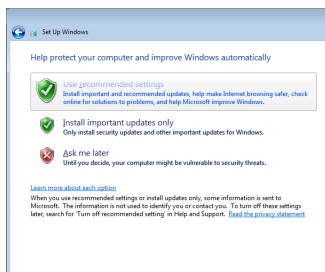 Set Up Windows
Help protect your computer and improve Windows automatically
Use recommended settings
Install important and recommended updates, help make Internet browsing safer, check
online for solutions to problems, and help Microsoft improve Windows.
Install important updates only
Only install security updates and other important updates for Windows.
Ask me later
Until you decide, your computer might be vulnerable to security threats.
Learn more about each option
When you use recommended settings or install updates only, some information is sent to
Microsoft. The information is not used to identify you or contact you. To turn off these settings
later, search for 'Turn off recommended setting' in Help and Support. Read the privacy statement